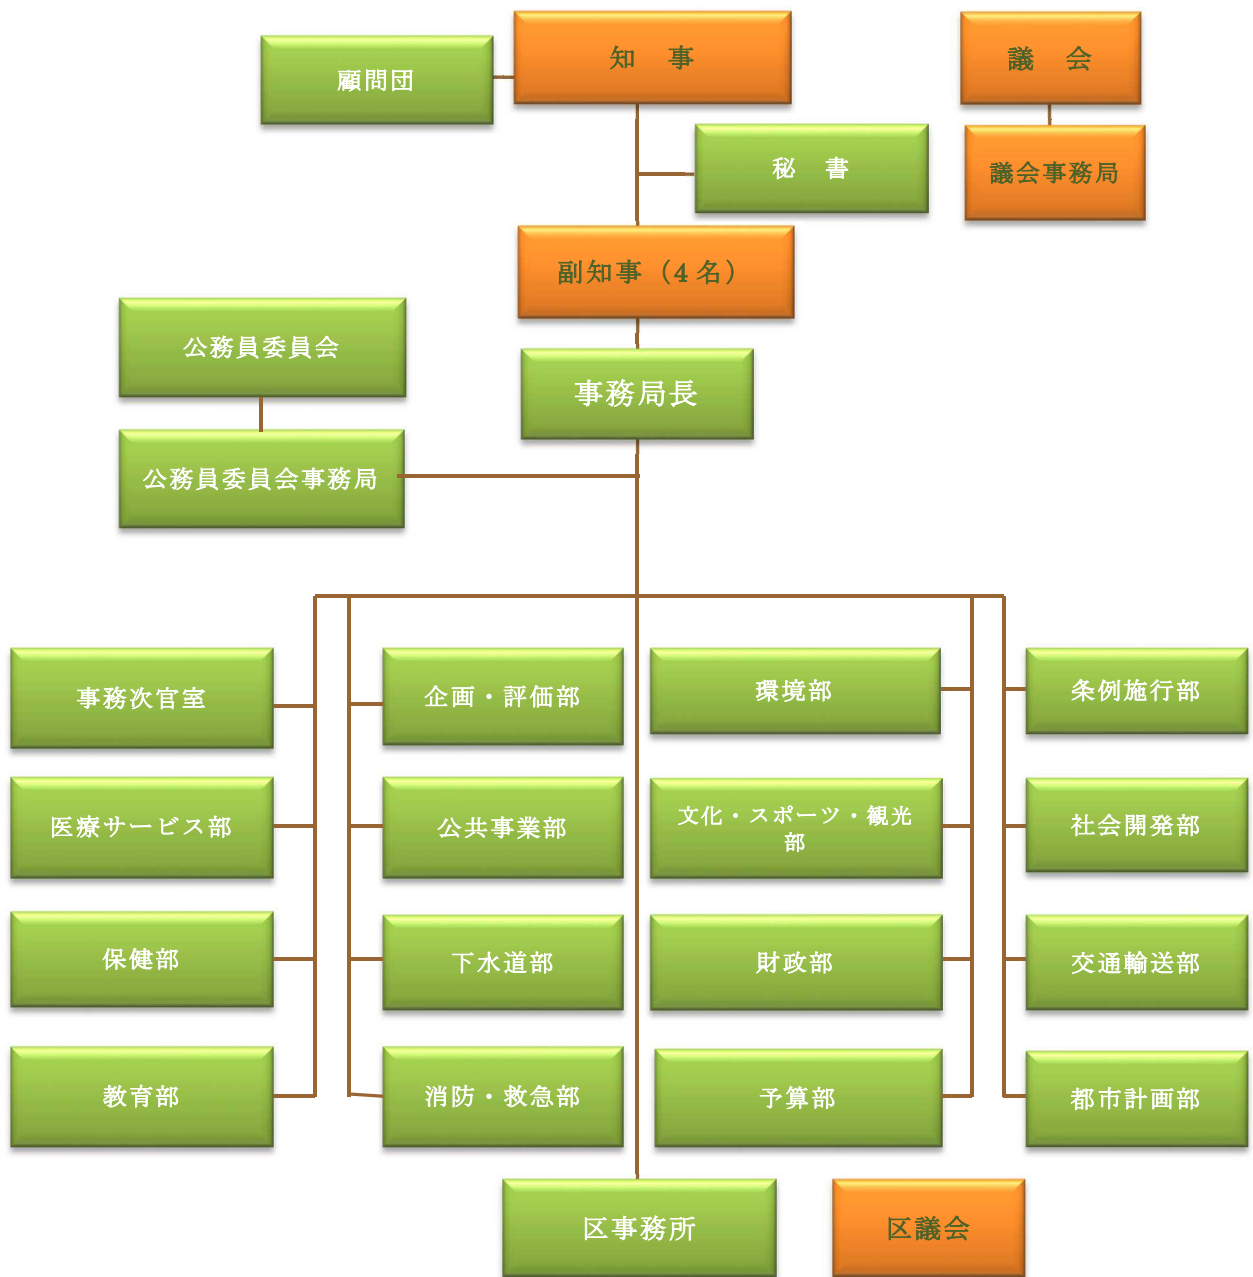 知　事
顧問団
議　会
秘　書
議会事務局
副知事（4 名）
公務員委員会
事務局長
公務員委員会事務局
事務次官室
企画・評価部
環境部
条例施行部
医療サービス部
公共事業部
文化・スポーツ・観光
部
社会開発部
保健部
下水道部
財政部
交通輸送部
教育部
消防・救急部
予算部
都市計画部
区事務所
区議会